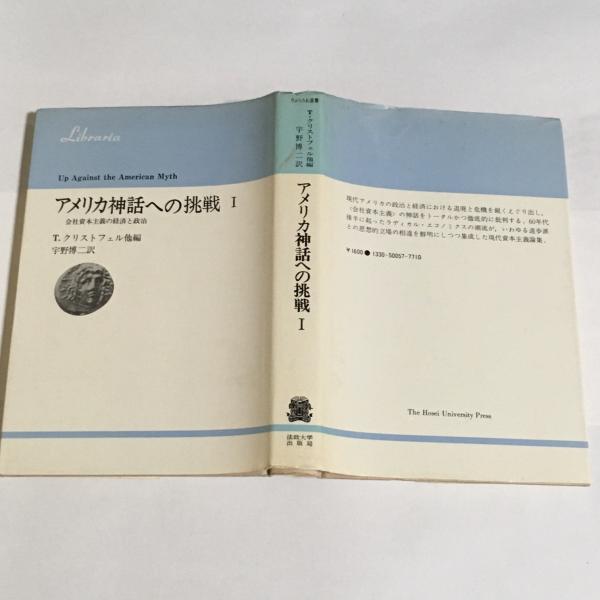 Libraria
Up Against the American Myth
アメリカ神話への挑戦 I
会社資本主義の経済と政治
T. クリストフェル他編
宇野博二訳
りぶらりあ選書
T・クリストフェル他編
宇野博二訳
アメリカ神話への挑戦 I
法政大学
出版局
現代アメリカの政治と経済における退廃と危機を鋭くえぐり出し、
〈会社資本主義〉の神話をトータルかつ徹底的に批判する。60年代
後半に起ったラディカル・エコノミクスの潮流が、いわゆる進歩派
との思想的立場の相違を鮮明にしつつ集成した現代資本主義論集。
¥1600●1330-50057-7710
The Hosei University Press